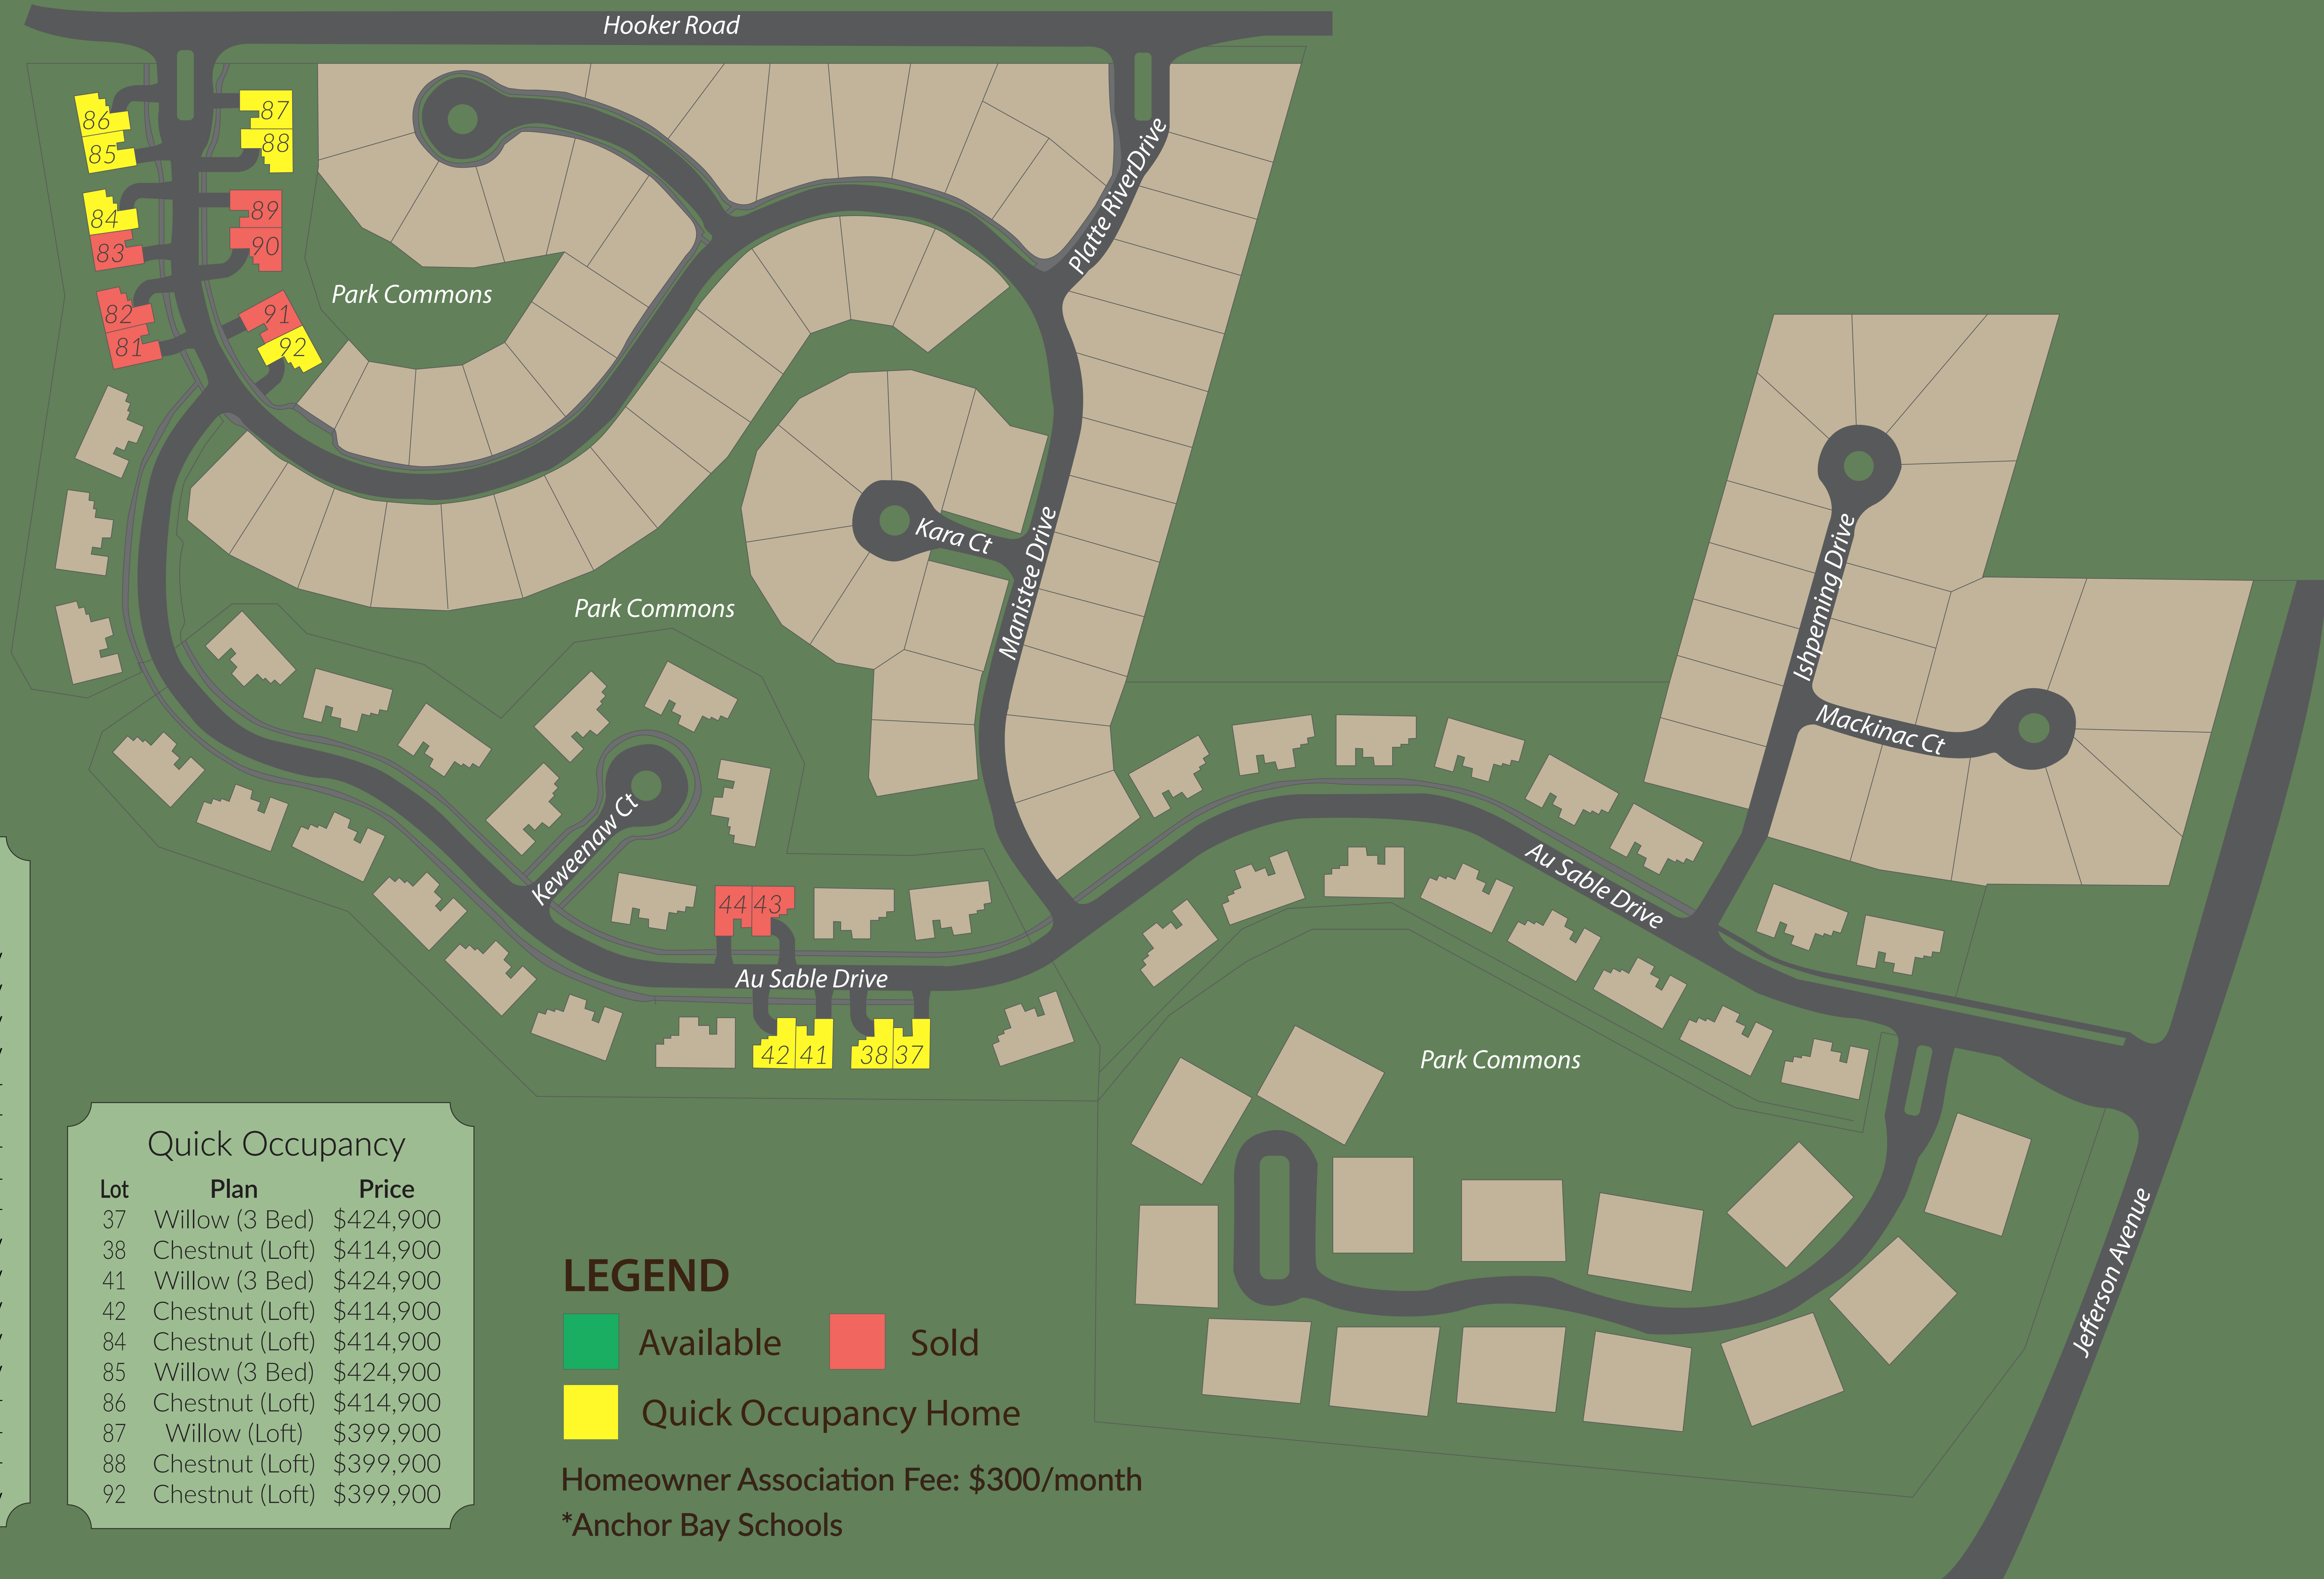 Hooker Road
86
87
85
88
84
89
83
90
82
91
81
92
Platte RiverDrive
Park Commons
Kara Ct
Manistee Drive
Park Commons
Ishpeming Drive
Mackinac Ct
Keweenaw Ct
44 43
Au Sable Drive
Au Sable Drive
42 41 38 37
Park Commons
Jefferson Avenue
Quick Occupancy
Lot Plan Price
37 Willow (3 Bed) $424,900
38 Chestnut (Loft) $414,900
41 Willow (3 Bed) $424,900
42 Chestnut (Loft) $414,900
84 Chestnut (Loft) $414,900
85 Willow (3 Bed) $424,900
86 Chestnut (Loft) $414,900
87 Willow (Loft) $399,900
88 Chestnut (Loft) $399,900
92 Chestnut (Loft) $399,900
LEGEND
Available Sold
Quick Occupancy Home
Homeowner Association Fee: $300/month
*Anchor Bay Schools